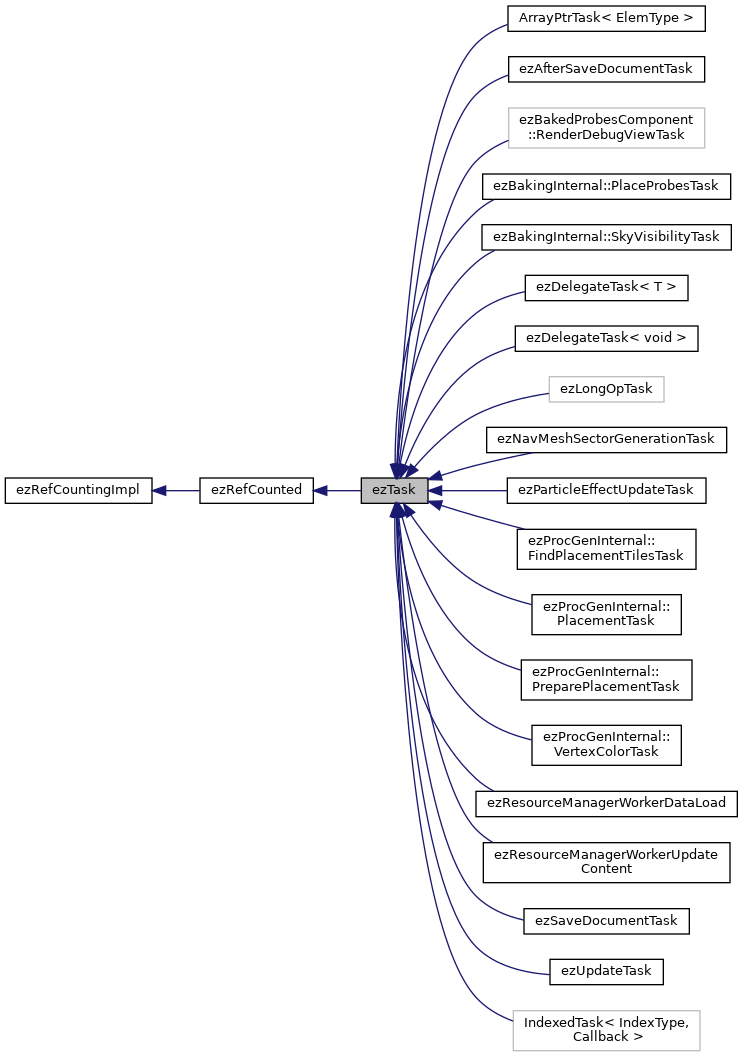 ArrayPtrTask< ElemType >
ezAfterSaveDocumentTask
ezBakedProbesComponent
::RenderDebugViewTask
ezBakingInternal::PlaceProbesTask
ezBakingInternal::SkyVisibilityTask
ezDelegateTask< T >
ezDelegateTask< void >
ezLongOpTask
ezNavMeshSectorGenerationTask
ezRefCountingImpl
ezRefCounted
ezTask
ezParticleEffectUpdateTask
ezProcGenInternal::
FindPlacementTilesTask
ezProcGenInternal::
PlacementTask
ezProcGenInternal::
PreparePlacementTask
ezProcGenInternal::
VertexColorTask
ezResourceManagerWorkerDataLoad
ezResourceManagerWorkerUpdate
Content
ezSaveDocumentTask
ezUpdateTask
IndexedTask< IndexType,
Callback >